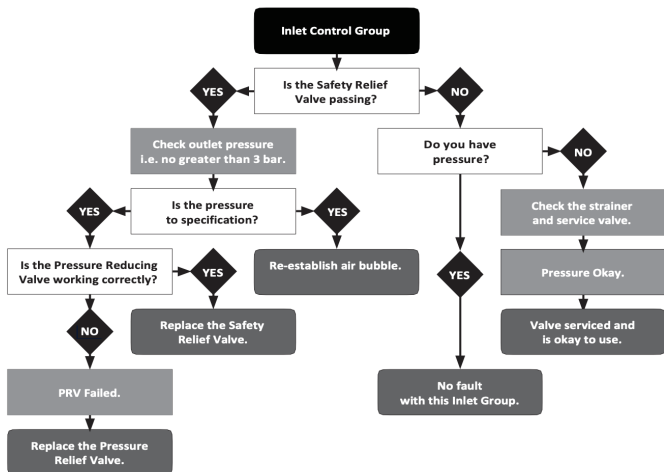 Inlet Control Group
Is the Safety Relief
Valve passing?
YES
NO
Check outlet pressure
i.e. no greater than 3 bar.
Do you have
pressure?
NO
Is the pressure
to specification?
YES
YES
Check the strainer
and service valve.
Is the Pressure Reducing
Valve working correctly?
YES
Re-establish air bubble.
YES
Pressure Okay.
NO
Replace the Safety
Relief Valve.
Valve serviced and
is okay to use.
PRV Failed.
No fault
with this Inlet Group.
Replace the Pressure
Relief Valve.